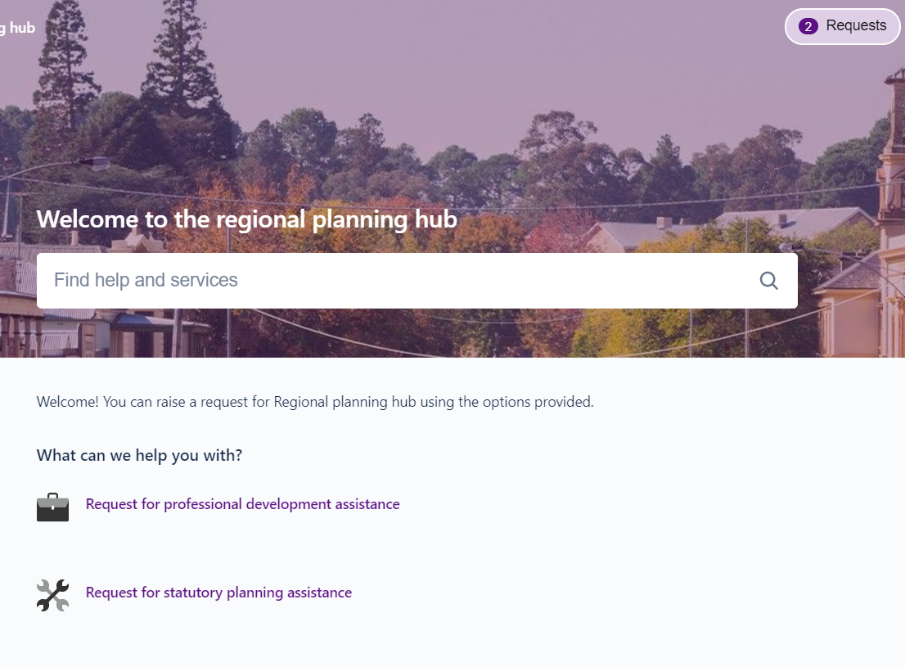 hub
2 Requests
Welcome to the regional planning hub
Find help and services
Welcome! You can raise a request for Regional planning hub using the options provided.
What can we help you with?
Request for professional development assistance
Request for statutory planning assistance